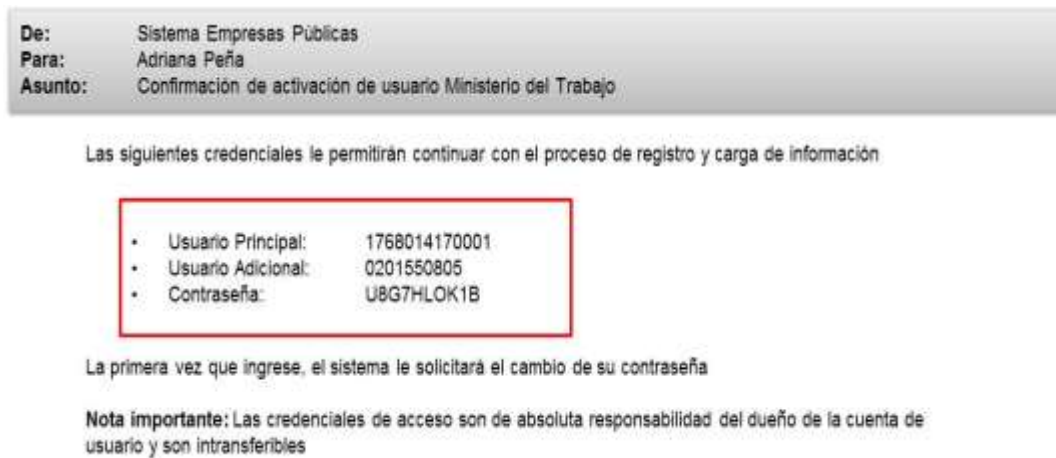 De: Sistema Empresas Públicas
Para: Adriana Peña
Asunto: Confirmación de activación de usuario Ministerio del Trabajo
Las siguientes credenciales le permitirán continuar con el proceso de registro y carga de información
• Usuario Principal: 1768014170001
• Usuario Adicional: 0201550805
• Contraseña: U8G7HLOK1B
La primera vez que ingrese, el sistema le solicitará el cambio de su contraseña
Nota importante: Las credenciales de acceso son de absoluta responsabilidad del dueño de la cuenta de
usuario y son intransferibles